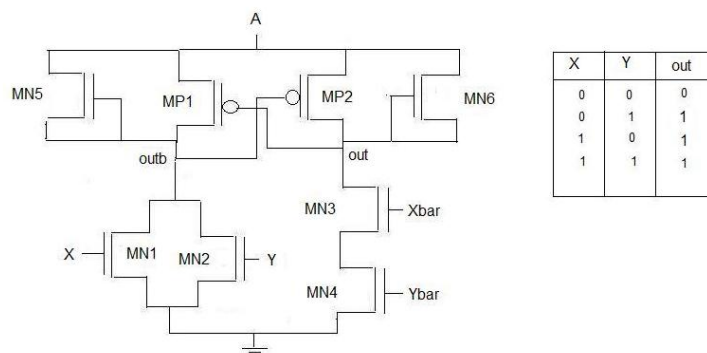 A
MN5
MP1
MP2
MN6
outb
out
X
MN1
MN2
Y
MN3
Xbar
MN4
Ybar
X Y out
0 0 0
0 1 1
1 0 1
1 1 1